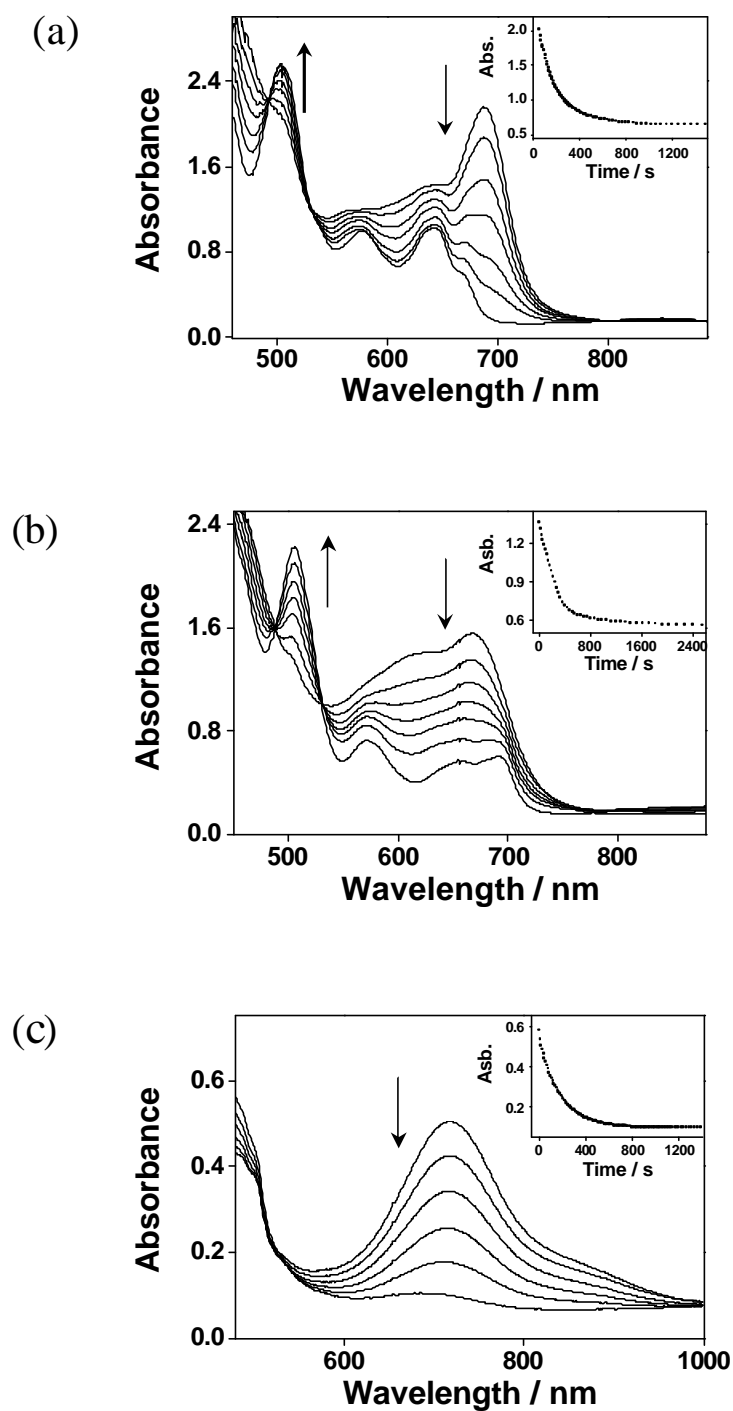 (a)
Absorbance
2.4
1.6
0.8
0.0
500 600 700 800
Wavelength / nm
Abs.
2.0
1.5
1.0
0.5
0 400 800 1200
Time / s
(b)
Absorbance
2.4
1.6
0.8
0.0
500 600 700 800
Wavelength / nm
Asb.
1.2
0.9
0.6
0 800 1600 2400
Time / s
(c)
Absorbance
0.6
0.4
0.2
0.0
600 800 1000
Wavelength / nm
Asb.
0.6
0.4
0.2
0 400 800 1200
Time / s